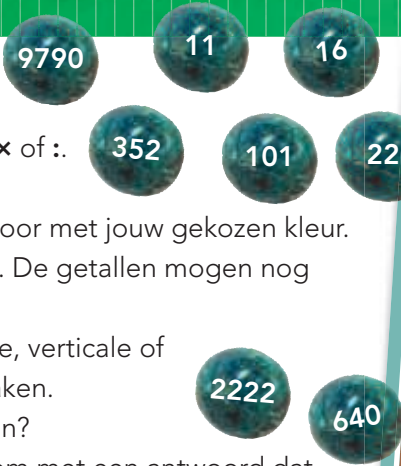 9790 11 16
× of :. 352 101 22
oor met jouw gekozen kleur.
. De getallen mogen nog
e, verticale of
aken.
n?
2222
640